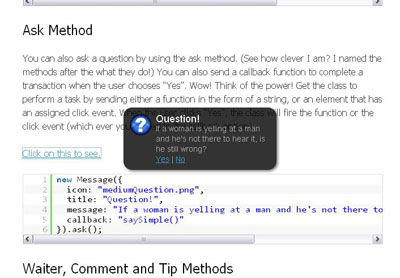 Ask Method
You can also ask a question by using the ask method. (See how clever I am? I named the
methods after the what they do!) You can also send a callback function to complete a
transaction when the user chooses "Yes". Wow! Think of the power! Get the class to
perform a task by sending either a function in the form of a string, or an element that has
an assigned click event. "Yes", the class will fire the function or the
click event (which ever
Question!
If a woman is yelling at a man
and he's not there to hear it, is
he still wrong?
Yes | No
Click on this to see.
1 new Message({
2 icon: "mediumQuestion.png",
3 title: "Question!",
4 message: "If a woman is yelling at a man and he's not there to
5 callback: "saySimple()"
6 }).ask();
Waiter, Comment and Tip Methods